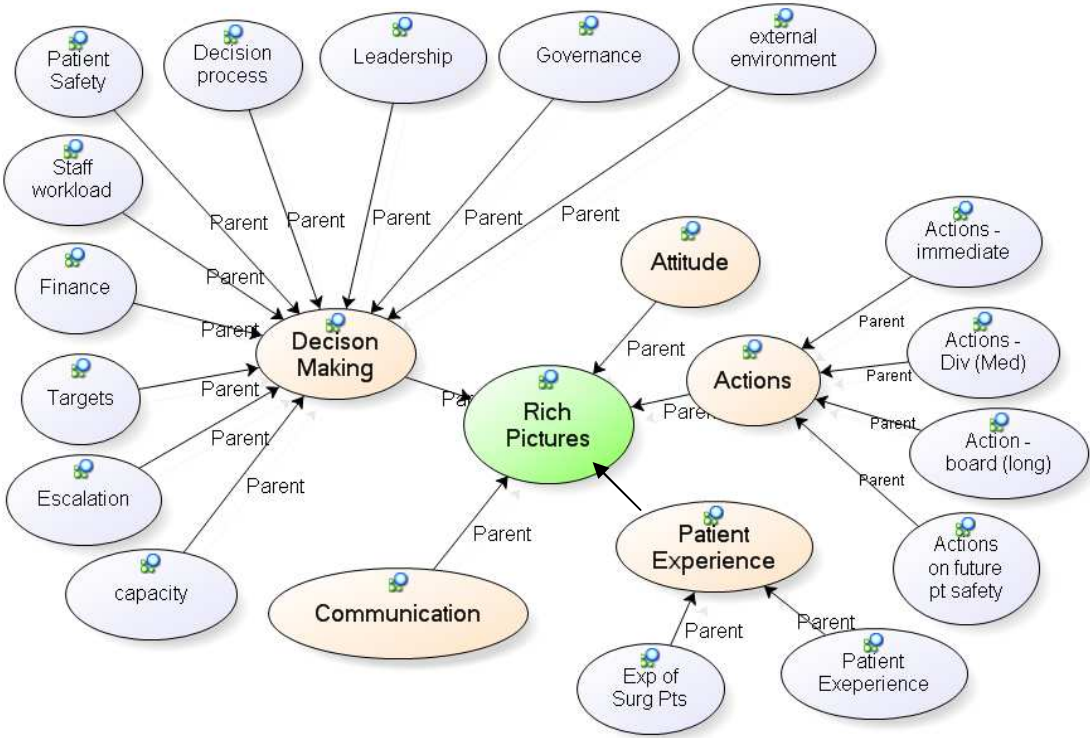 Patient
Safety
Decision
process
Leadership
Governance
external
environment
Staff
workload
Finance
Targets
Escalation
capacity
Parent
Parent
Parent
Parent
Parent
Parent
Parent
Parent
Parent
Parent
Decison
Making
Attitude
Parent
Actions -
immediate
Actions -
Div (Med)
Action -
board (long)
Actions
on future
pt safety
Parent
Parent
Parent
Parent
Actions
Parent
Rich
Pictures
Communication
Parent
Patient
Experience
Parent
Parent
Exp of
Surg Pts
Patient
Exeperience